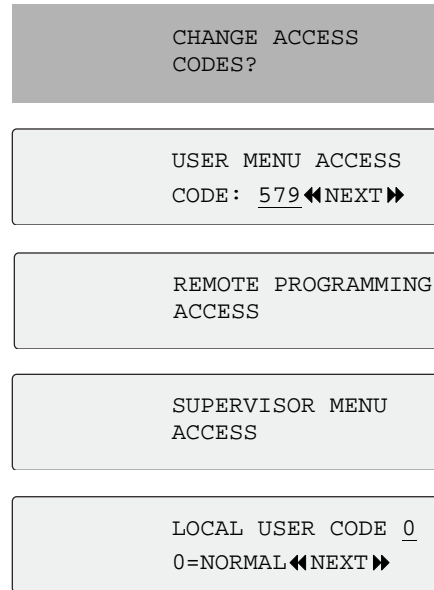 CHANGE ACCESS
CODES?
USER MENU ACCESS
CODE: 579⏪NEXT⏩
REMOTE PROGRAMMING
ACCESS
SUPERVISOR MENU
ACCESS
LOCAL USER CODE 0
0=NORMAL⏪NEXT⏩